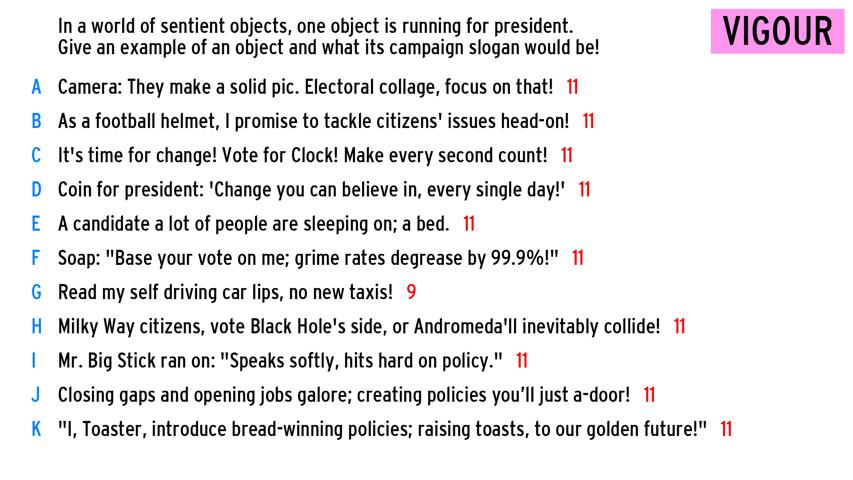 In a world of sentient objects, one object is running for president.
Give an example of an object and what its campaign slogan would be!
VIGOUR
A Camera: They make a solid pic. Electoral collage, focus on that! 11
B As a football helmet, I promise to tackle citizens' issues head-on! 11
C It's time for change! Vote for Clock! Make every second count! 11
D Coin for president: 'Change you can believe in, every single day!' 11
E A candidate a lot of people are sleeping on; a bed. 11
F Soap: "Base your vote on me; grime rates degrease by 99.9%!" 11
G Read my self driving car lips, no new taxis! 9
H Milky Way citizens, vote Black Hole's side, or Andromeda'll inevitably collide! 11
I Mr. Big Stick ran on: "Speaks softly, hits hard on policy." 11
J Closing gaps and opening jobs galore; creating policies you’ll just a-door! 11
K "I, Toaster, introduce bread-winning policies; raising toasts, to our golden future!" 11